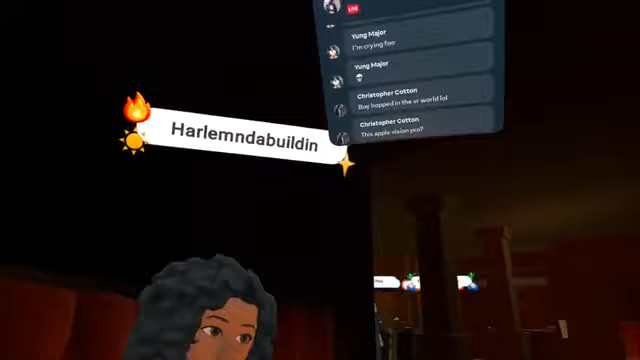 LIVE
Yung Major
I'm crying foo
Yung Major
💀
Christopher Cotton
Boy hopped in the vr world lol
Christopher Cotton
This apple vision pro?
Harlemndabuildin